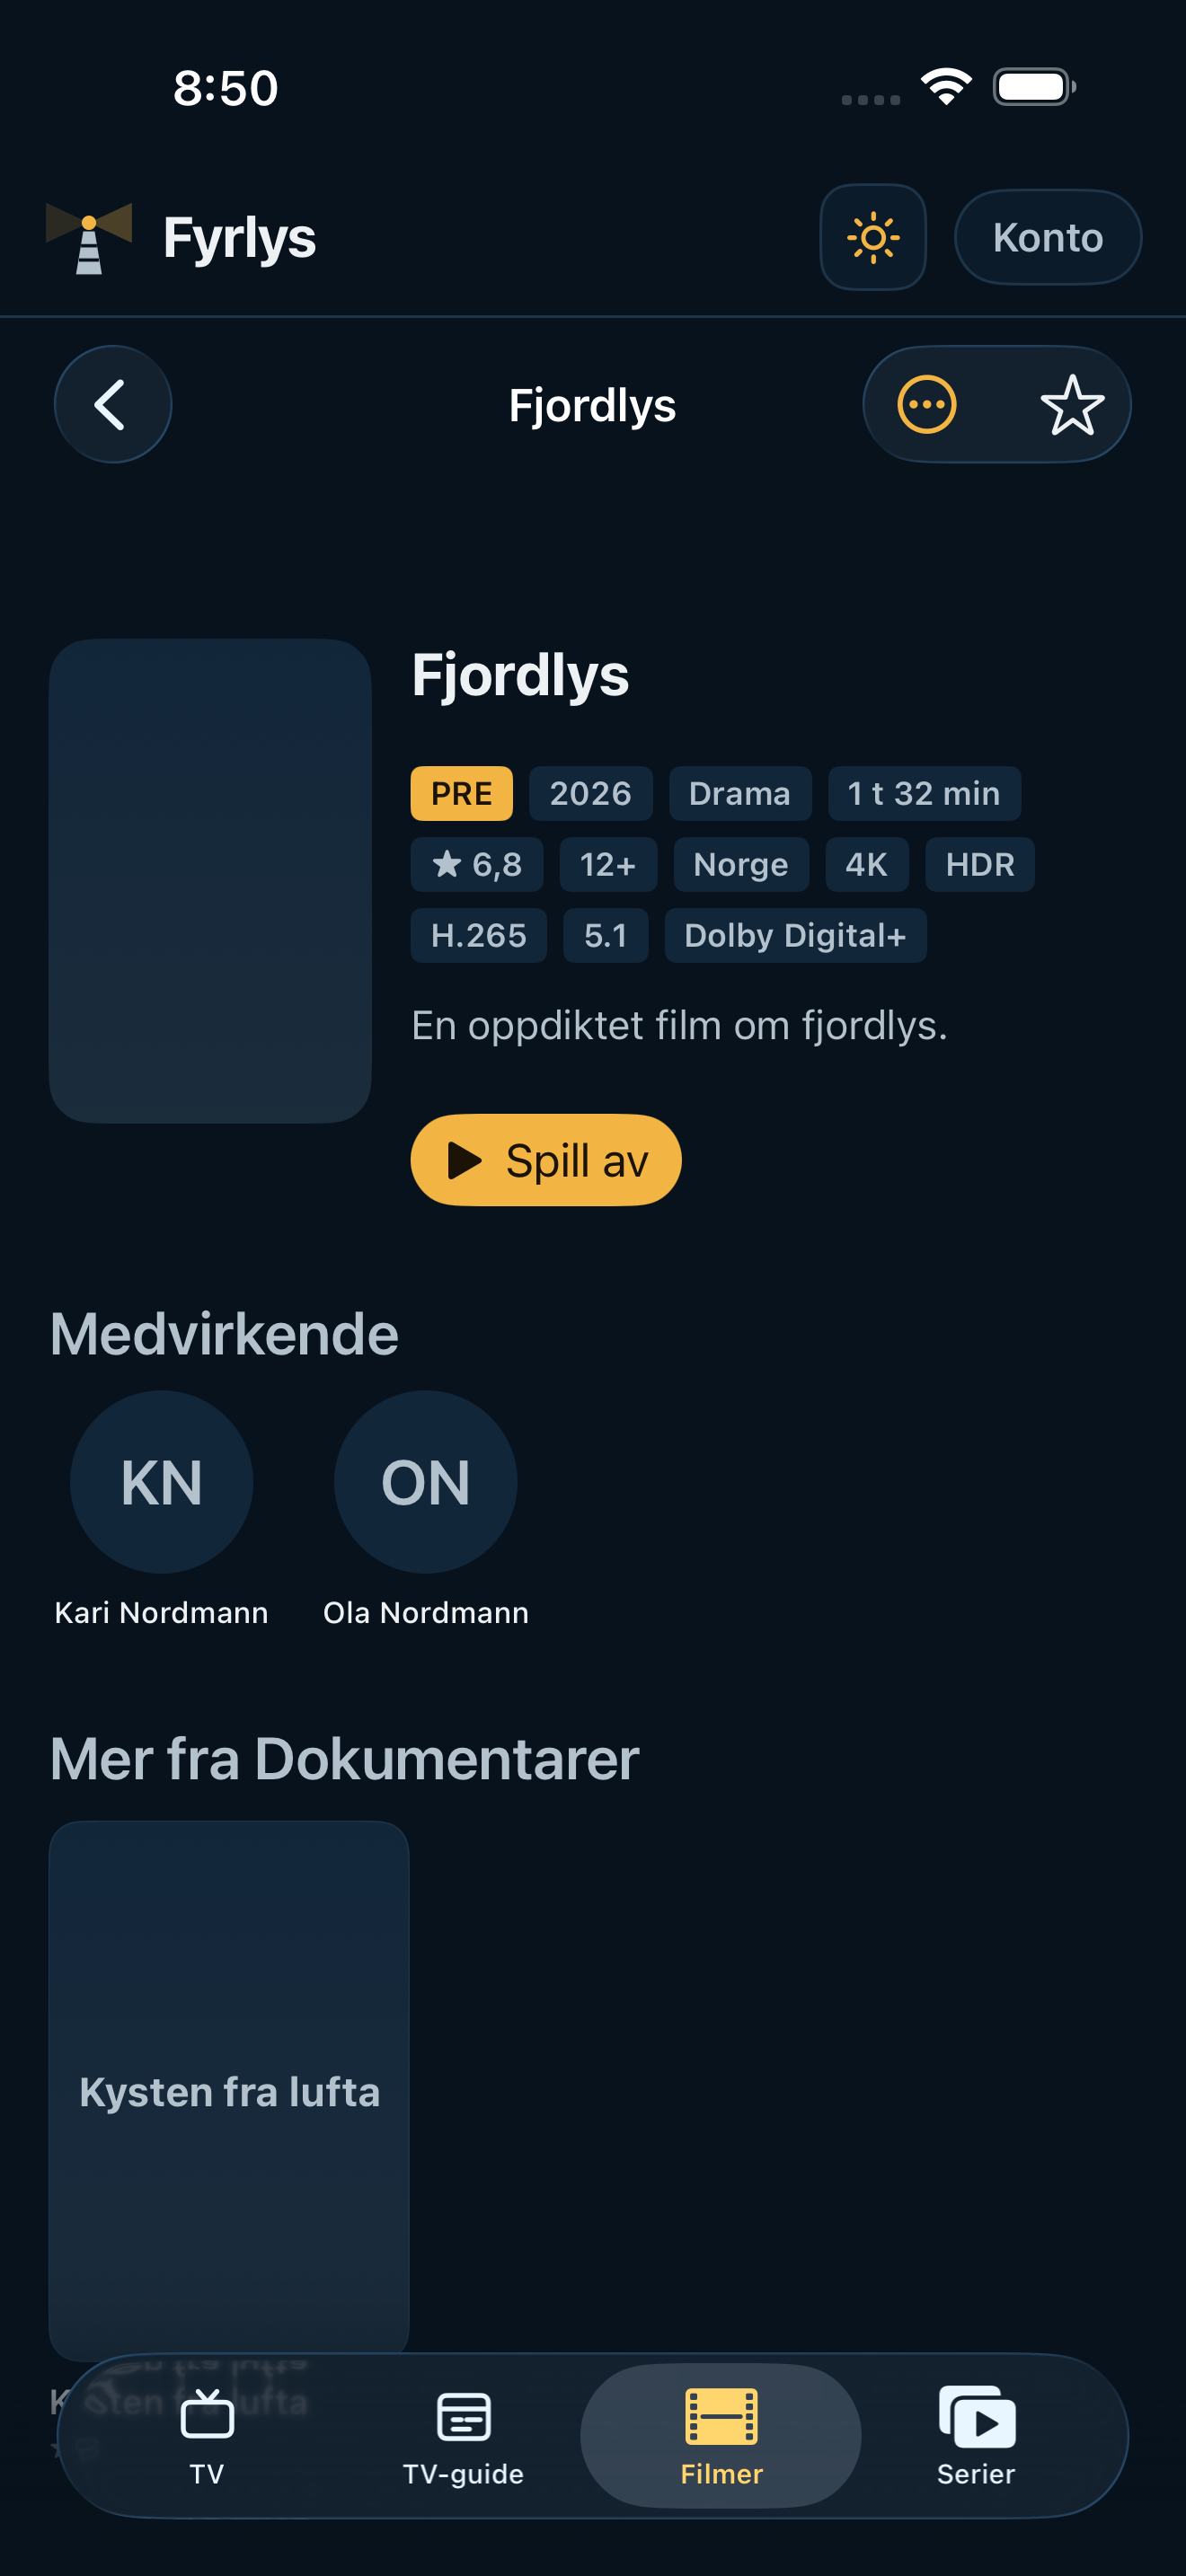 8:50
Fyrlys
Konto
Fjordlys
Fjordlys
PRE 2026 Drama 1 t 32 min
6,8 12+ Norge 4K HDR
H.265 5.1 Dolby Digital+
En oppdiktet film om fjordlys.
Spill av
Medvirkende
KN ON
Kari Nordmann Ola Nordmann
Mer fra Dokumentarer
Kysten fra lufta
TV TV-guide Filmer Serier